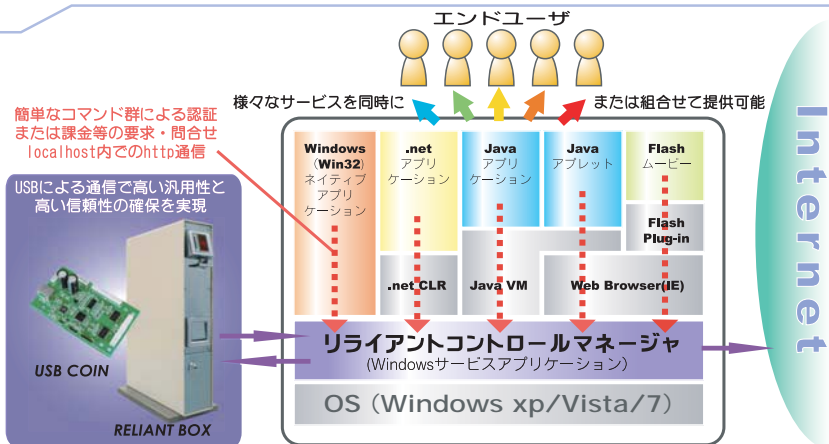 エンドユーザ
様々なサービスを同時に
または組合せて提供可能
簡単なコマンド群による認証
または課金等の要求・問合せ
localhost内でのhttp通信
USBによる通信で高い汎用性と
高い信頼性の確保を実現
USB COIN
RELIANT BOX
Windows
（Win32）
ネイティブ
アプリ
ケーション
.net
アプリ
ケーション
Java
アプリ
ケーション
Java
アプレット
Flash
ムービー
Flash
Plug-in
.net CLR
Java VM
Web Browser(IE)
リライアントコントロールマネージャ
(Windowsサービスアプリケーション)
OS（Windows xp/Vista/7）
Internet